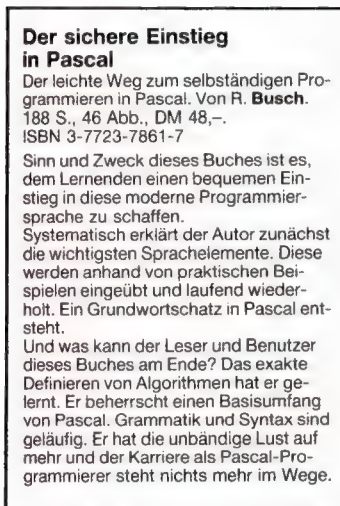 Der sichere Einstieg
in Pascal
Der leichte Weg zum selbständigen Pro-
grammieren in Pascal. Von R. Busch.
188 S., 46 Abb., DM 48,–.
ISBN 3-7723-7861-7
Sinn und Zweck dieses Buches ist es,
dem Lernenden einen bequemen Ein-
stieg in diese moderne Programmier-
sprache zu schaffen.
Systematisch erklärt der Autor zunächst
die wichtigsten Sprachelemente. Diese
werden anhand von praktischen Bei-
spielen eingeübt und laufend wieder-
holt. Ein Grundwortschatz in Pascal ent-
steht.
Und was kann der Leser und Benutzer
dieses Buches am Ende? Das exakte
Definieren von Algorithmen hat er ge-
lernt. Er beherrscht einen Basisumfang
von Pascal. Grammatik und Syntax sind
geläufig. Er hat die unbändige Lust auf
mehr und der Karriere als Pascal-Pro-
grammierer steht nichts mehr im Wege.